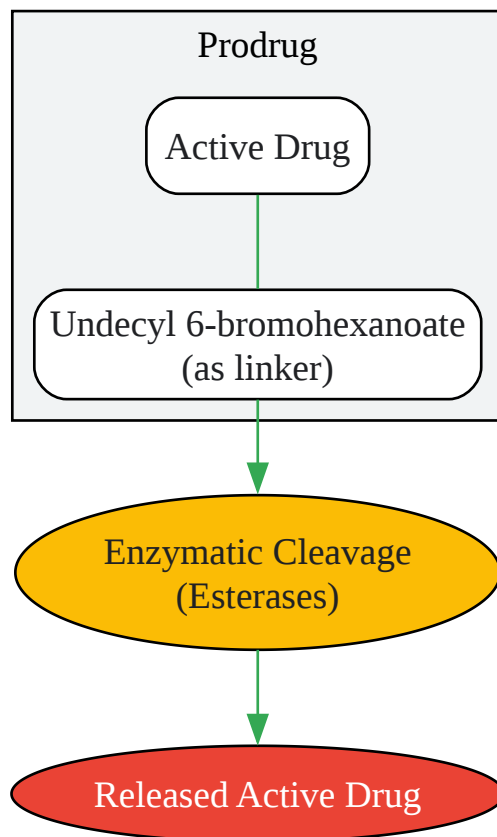 Prodrug
Active Drug
Undecyl 6-bromohexanoate
(as linker)
Enzymatic Cleavage
(Esterases)
Released Active Drug